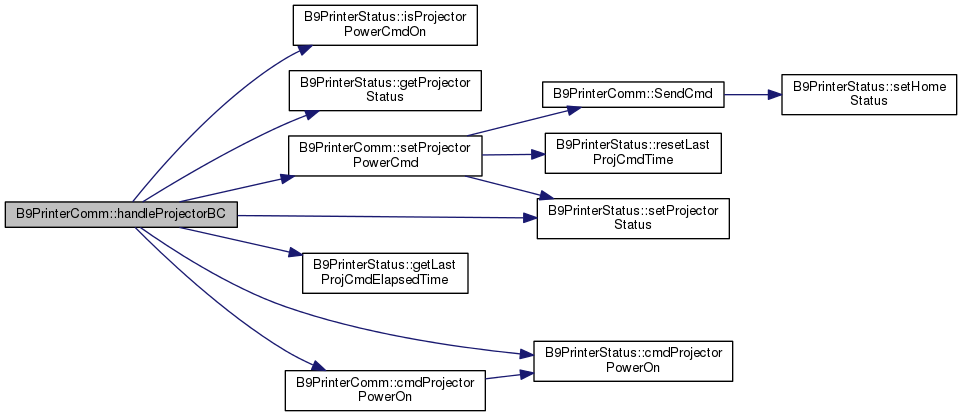 B9PrinterStatus::isProjector
PowerCmdOn
B9PrinterStatus::getProjector
Status
B9PrinterComm::SendCmd
B9PrinterStatus::setHome
Status
B9PrinterComm::setProjector
PowerCmd
B9PrinterStatus::resetLast
ProjCmdTime
B9PrinterComm::handleProjectorBC
B9PrinterStatus::setProjector
Status
B9PrinterStatus::getLast
ProjCmdElapsedTime
B9PrinterStatus::cmdProjector
PowerOn
B9PrinterComm::cmdProjector
PowerOn